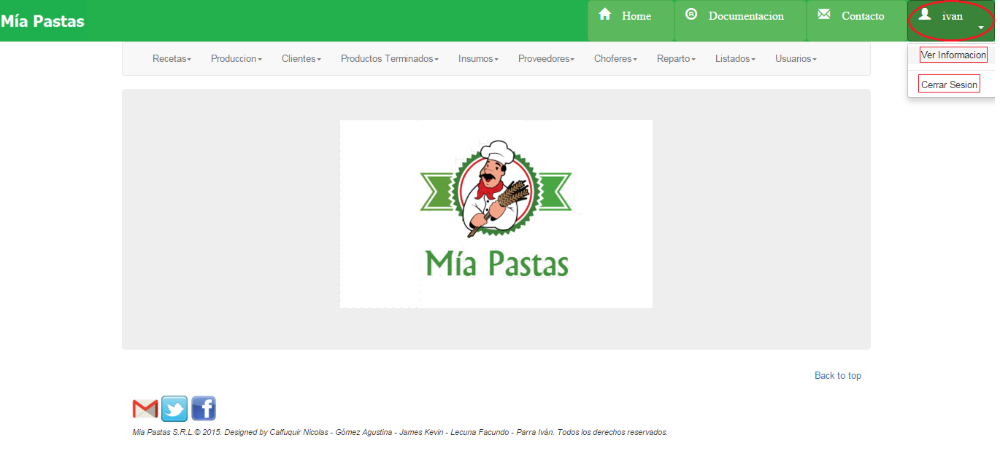 Mía Pastas
Home Documentacion Contacto ivan
Recetas Produccion Clientes Productos Terminados Insumos Proveedores Choferes Reparto Listados Usuarios
Ver Informacion
Cerrar Sesion
Mía Pastas
Back to top
Mia Pastas S.R.L.© 2015. Designed by Calfuquir Nicolas - Gómez Agustina - James Kevin - Lecuna Facundo - Parra Iván. Todos los derechos reservados.